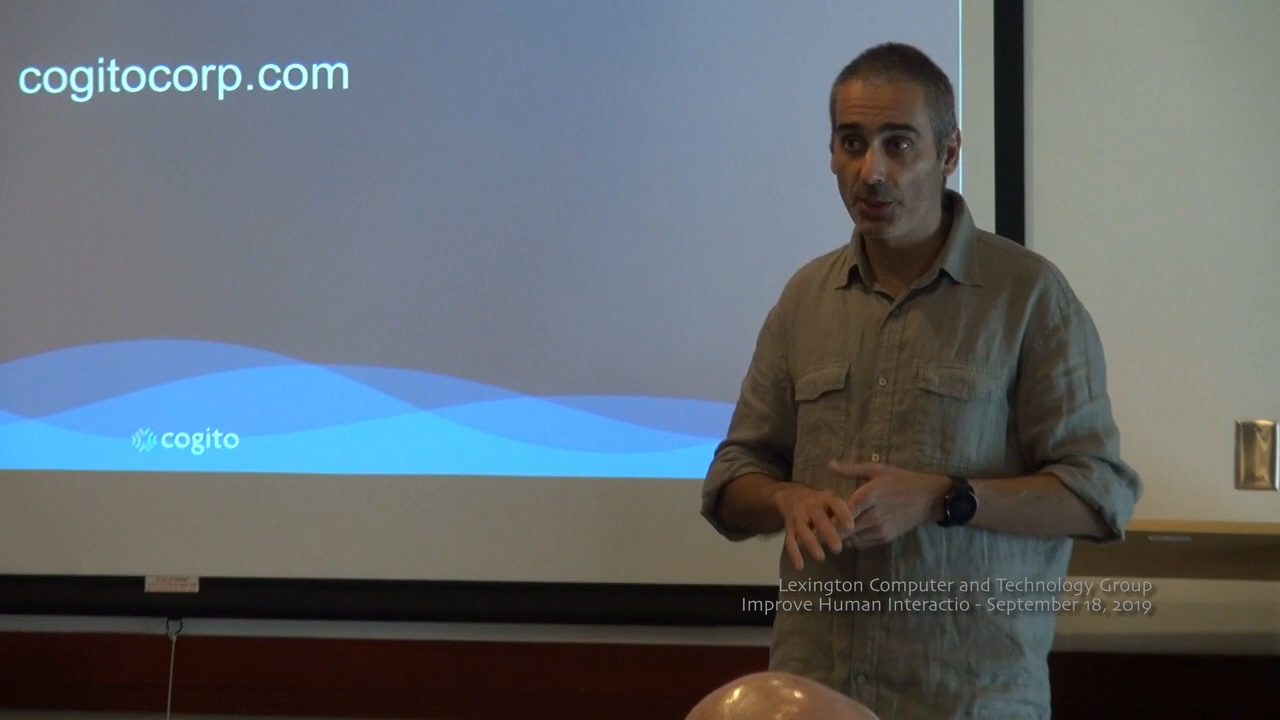 cogitocorp.com
cogito
Lexington Computer and Technology Group
Improve Human Interactio - September 18, 2019